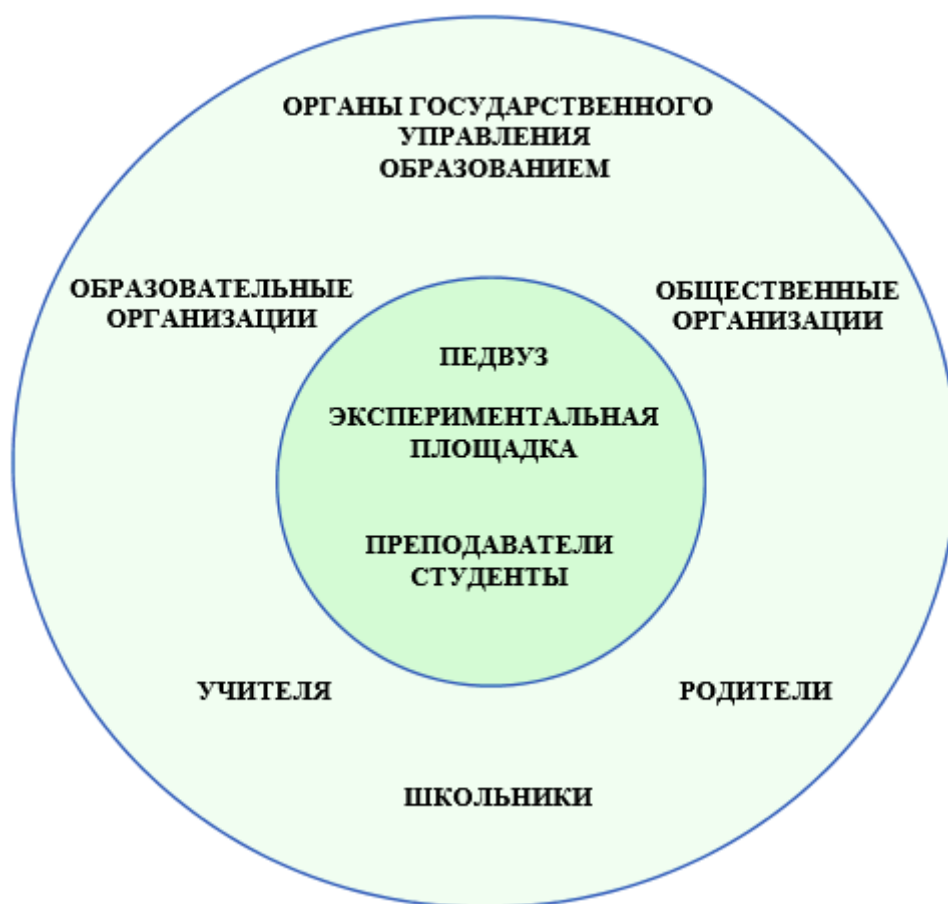 ОРГАНЫ ГОСУДАРСТВЕННОГО
УПРАВЛЕНИЯ
ОБРАЗОВАНИЕМ
ОБРАЗОВАТЕЛЬНЫЕ
ОРГАНИЗАЦИИ
ОБЩЕСТВЕННЫЕ
ОРГАНИЗАЦИИ
ПЕДВУЗ
ЭКСПЕРИМЕНТАЛЬНАЯ
ПЛОЩАДКА
ПРЕПОДАВАТЕЛИ
СТУДЕНТЫ
УЧИТЕЛЯ
РОДИТЕЛИ
ШКОЛЬНИКИ